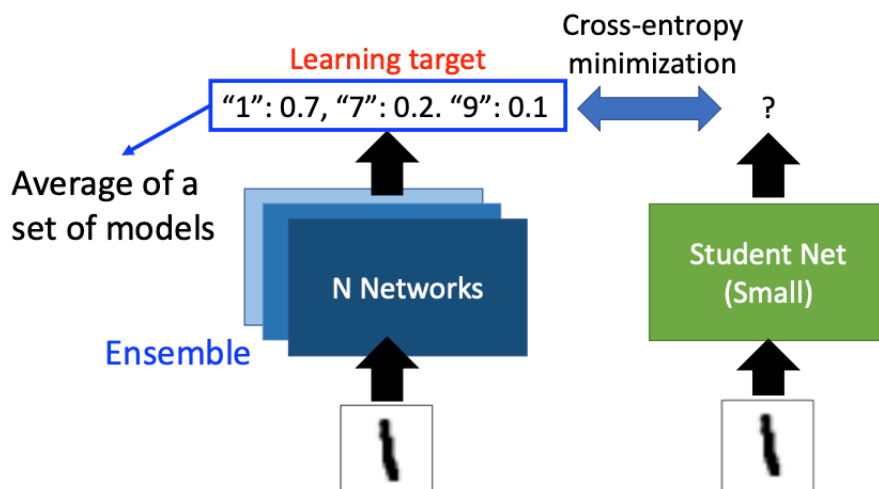 Cross-entropy
minimization
Learning target
“1”: 0.7, “7”: 0.2. “9”: 0.1
?
Average of a
set of models
N Networks
Student Net
(Small)
Ensemble